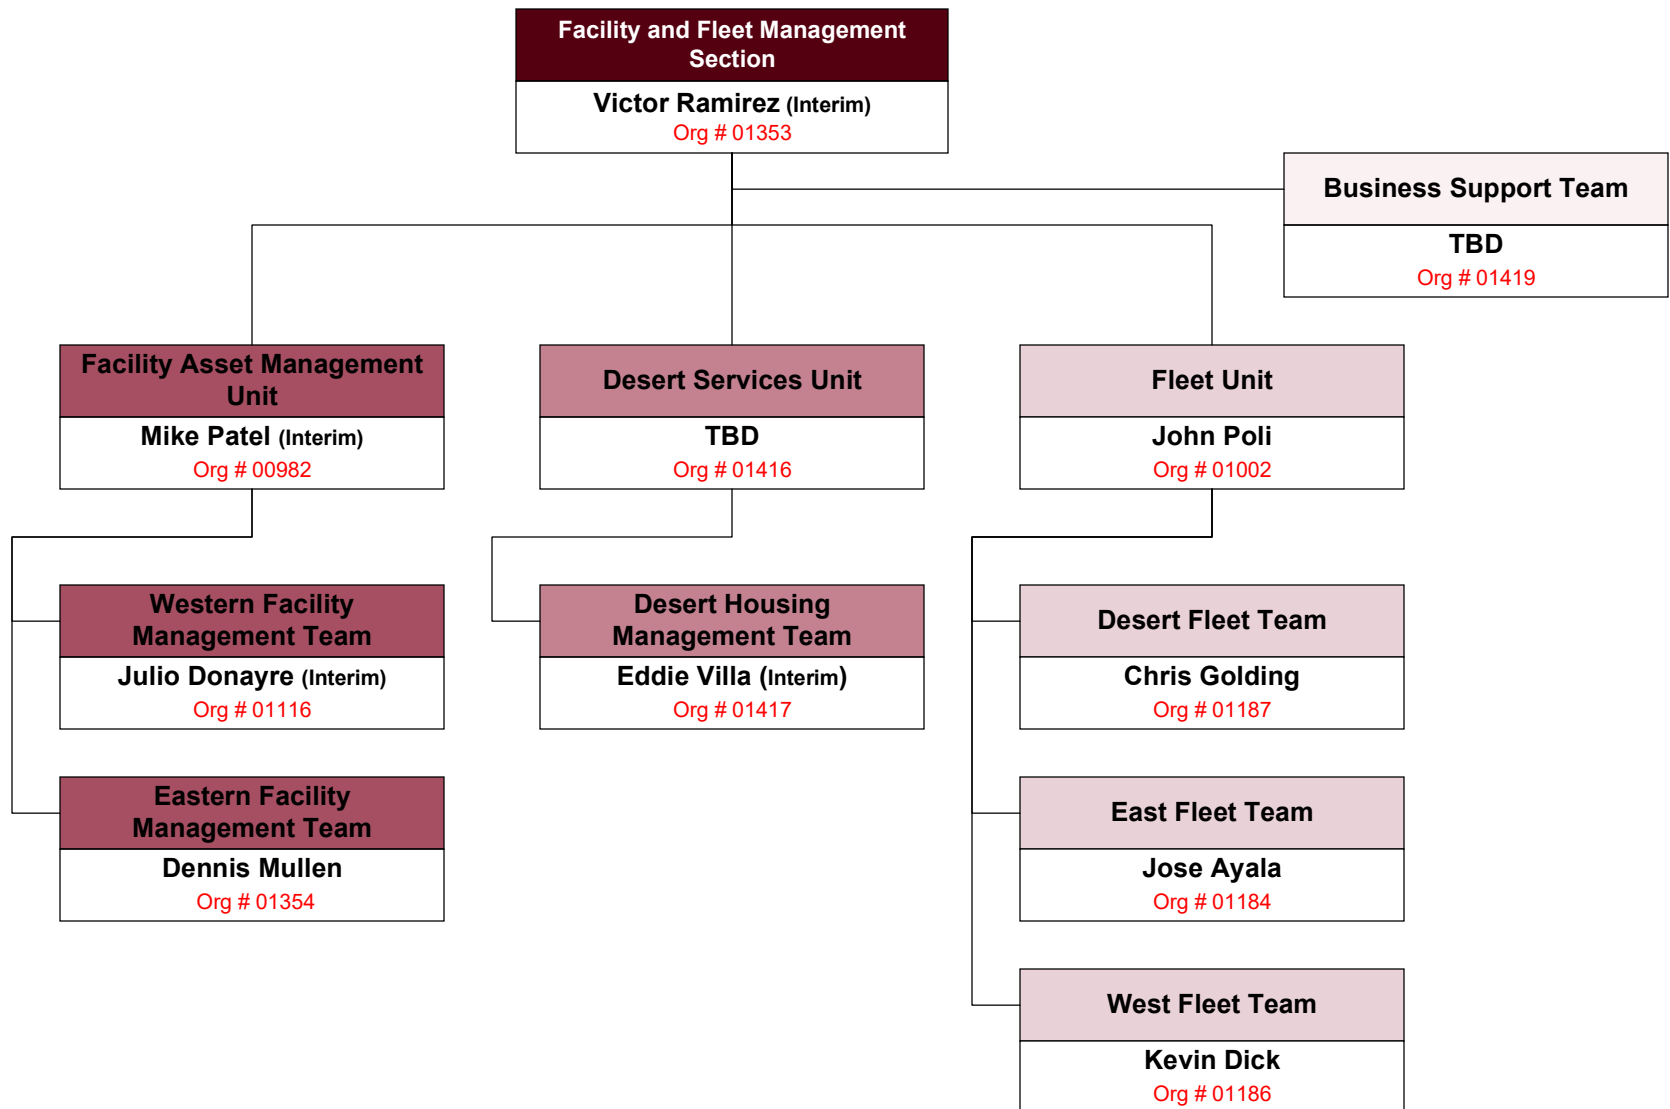 Facility and Fleet Management
Section
Victor Ramirez (Interim)
Org # 01353
Business Support Team
TBD
Org # 01419
Facility Asset Management
Unit
Mike Patel (Interim)
Org # 00982
Desert Services Unit
TBD
Org # 01416
Fleet Unit
John Poli
Org # 01002
Western Facility
Management Team
Julio Donayre (Interim)
Org # 01116
Desert Housing
Management Team
Eddie Villa (Interim)
Org # 01417
Desert Fleet Team
Chris Golding
Org # 01187
Eastern Facility
Management Team
Dennis Mullen
Org # 01354
East Fleet Team
Jose Ayala
Org # 01184
West Fleet Team
Kevin Dick
Org # 01186